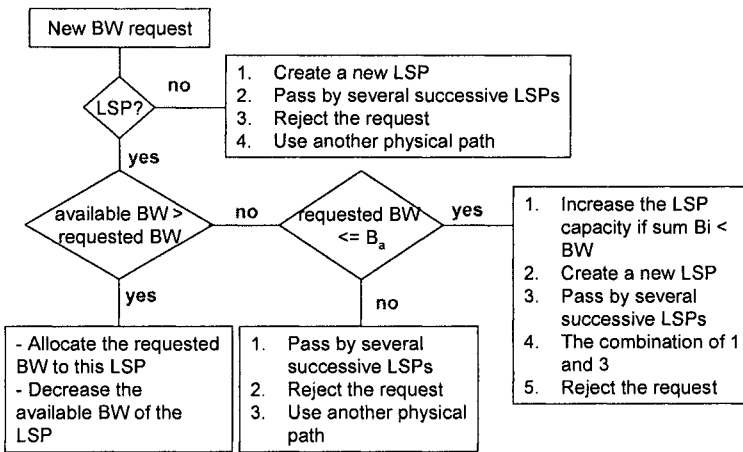 New BW request
LSP?
no
1. Create a new LSP
2. Pass by several successive LSPs
3. Reject the request
4. Use another physical path
yes
available BW >
requested BW
no
requested BW
<= Ba
yes
1. Increase the LSP
capacity if sum Bi <
BW
2. Create a new LSP
3. Pass by several
successive LSPs
4. The combination of 1
and 3
5. Reject the request
yes
- Allocate the requested
BW to this LSP
- Decrease the
available BW of the
LSP
no
1. Pass by several
successive LSPs
2. Reject the request
3. Use another physical
path